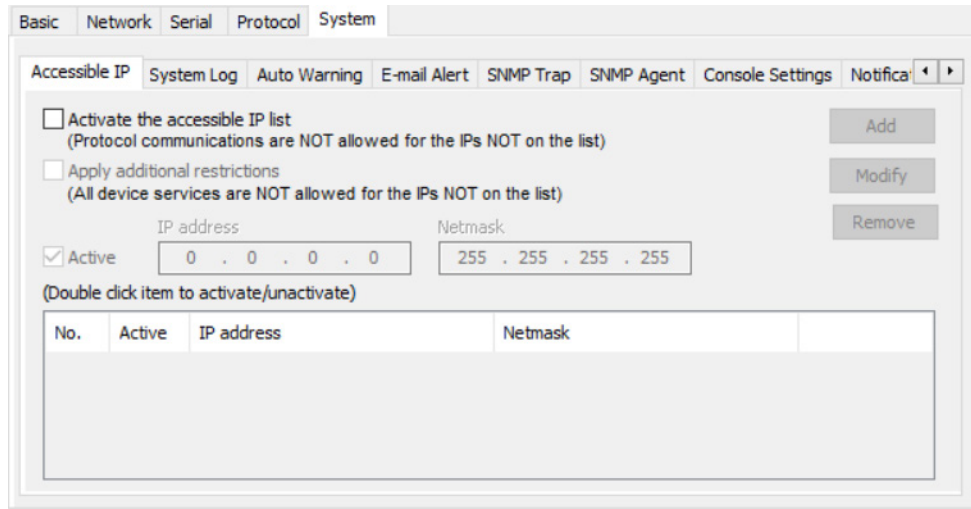 Basic Network Serial Protocol System
Accessible IP System Log Auto Warning E-mail Alert SNMP Trap SNMP Agent Console Settings Notifica
Activate the accessible IP list
(Protocol communications are NOT allowed for the IPs NOT on the list)
Add
Apply additional restrictions
(All device services are NOT allowed for the IPs NOT on the list)
Modify
IP address Netmask
Remove
Active 0 . 0 . 0 . 0 255 . 255 . 255 . 255
(Double click item to activate/unactivate)
No. Active IP address Netmask